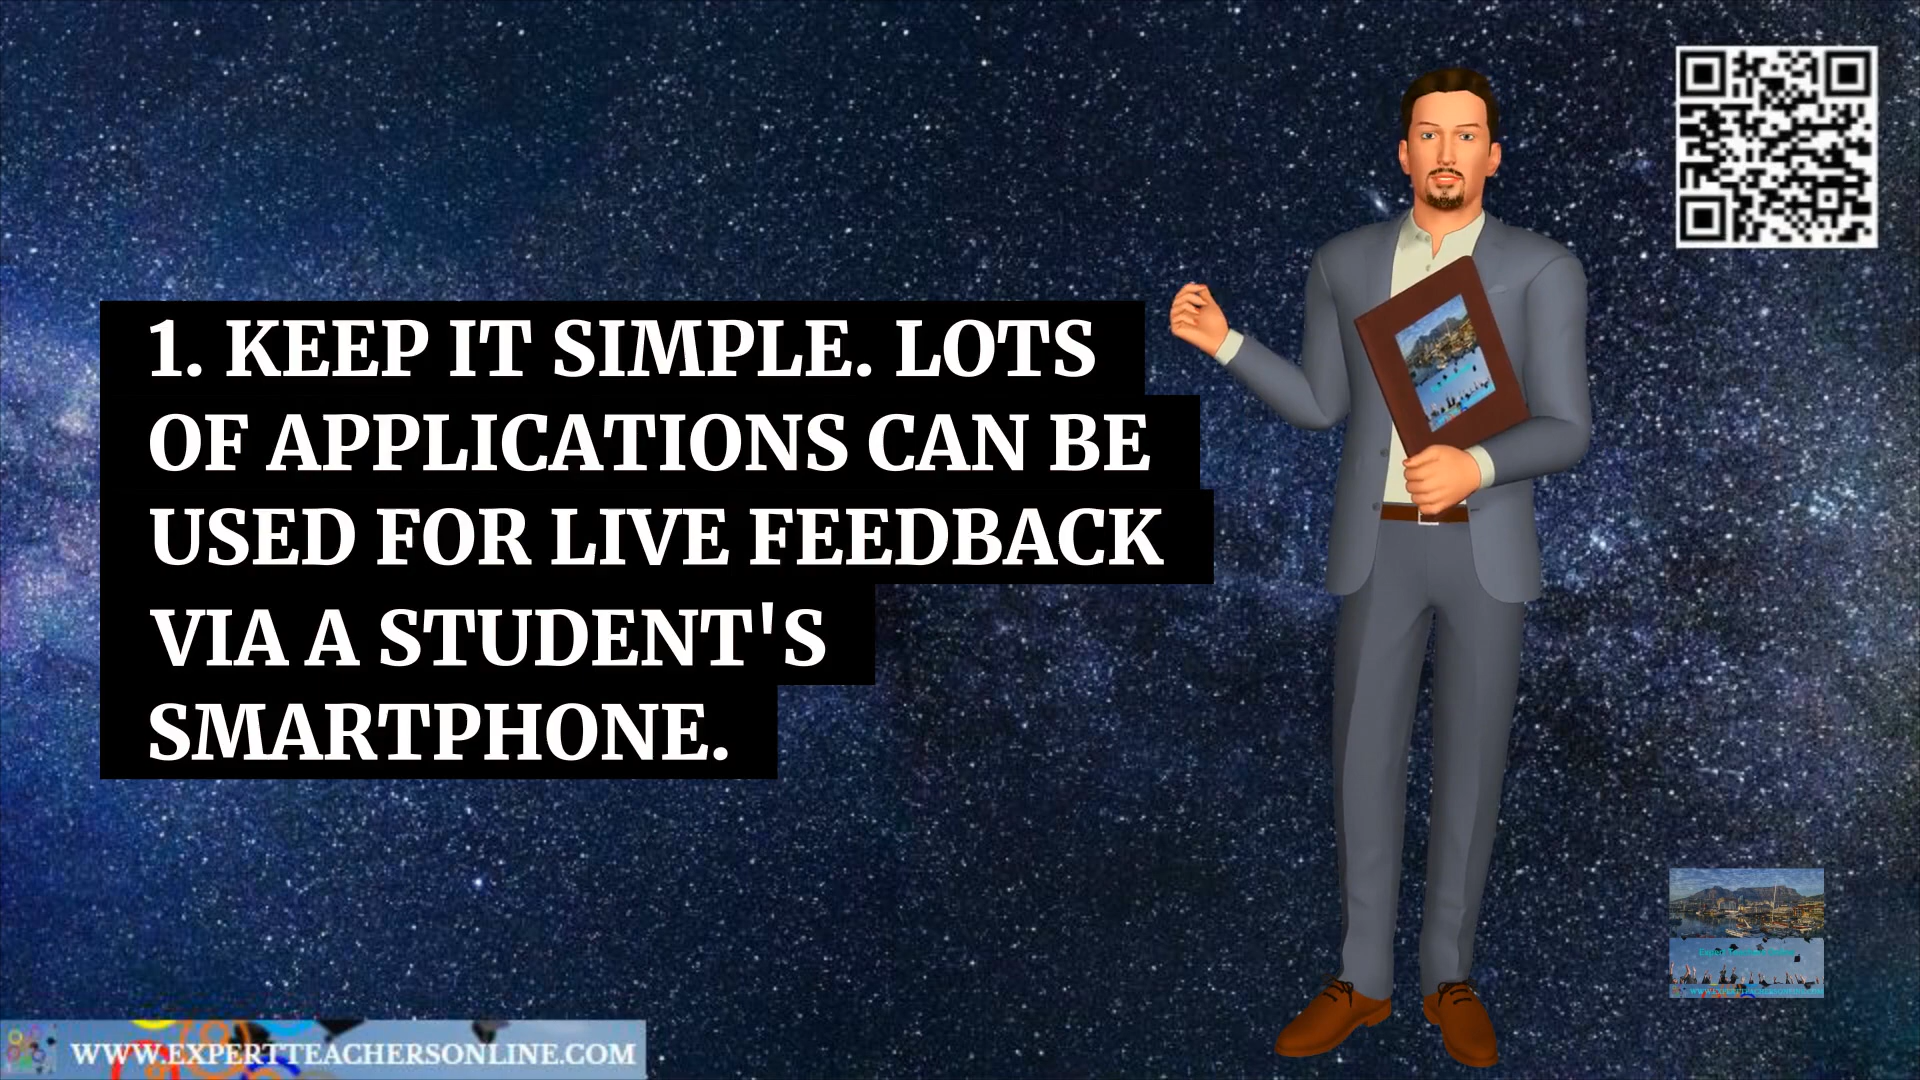 1. KEEP IT SIMPLE. LOTS
OF APPLICATIONS CAN BE
USED FOR LIVE FEEDBACK
VIA A STUDENT'S
SMARTPHONE.
WWW.EXPERTTEACHERSONLINE.COM